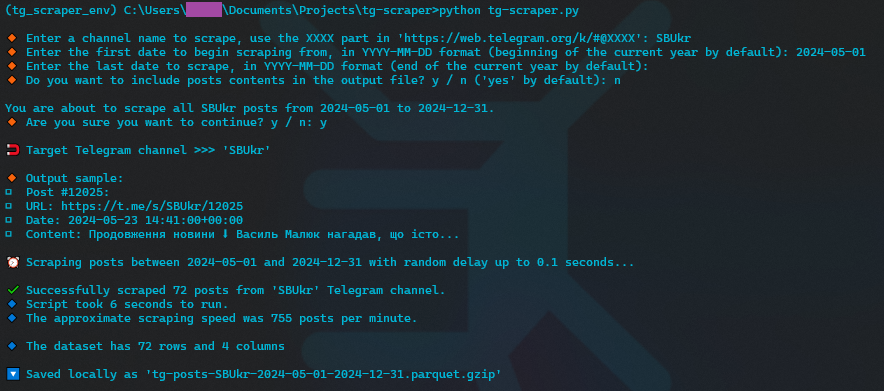 (tg_scraper_env) C:\Users\ \Documents\Projects\tg-scraper>python tg-scraper.py
Enter a channel name to scrape, use the XXXX part in 'https://web.telegram.org/k/#@XXXX': SBUkr
Enter the first date to begin scraping from, in YYYY-MM-DD format (beginning of the current year by default): 2024-05-01
Enter the last date to scrape, in YYYY-MM-DD format (end of the current year by default):
Do you want to include posts contents in the output file? y / n ('yes' by default): n
You are about to scrape all SBUkr posts from 2024-05-01 to 2024-12-31.
Are you sure you want to continue? y / n: y
Target Telegram channel >>> 'SBUkr'
Output sample:
Post #12025:
URL: https://t.me/s/SBUkr/12025
Date: 2024-05-23 14:41:00+00:00
Content: Продовження новини ⬇ Василь Малюк нагадав, що істо...
Scraping posts between 2024-05-01 and 2024-12-31 with random delay up to 0.1 seconds...
Successfully scraped 72 posts from 'SBUkr' Telegram channel.
Script took 6 seconds to run.
The approximate scraping speed was 755 posts per minute.
The dataset has 72 rows and 4 columns
Saved locally as 'tg-posts-SBUkr-2024-05-01-2024-12-31.parquet.gzip'